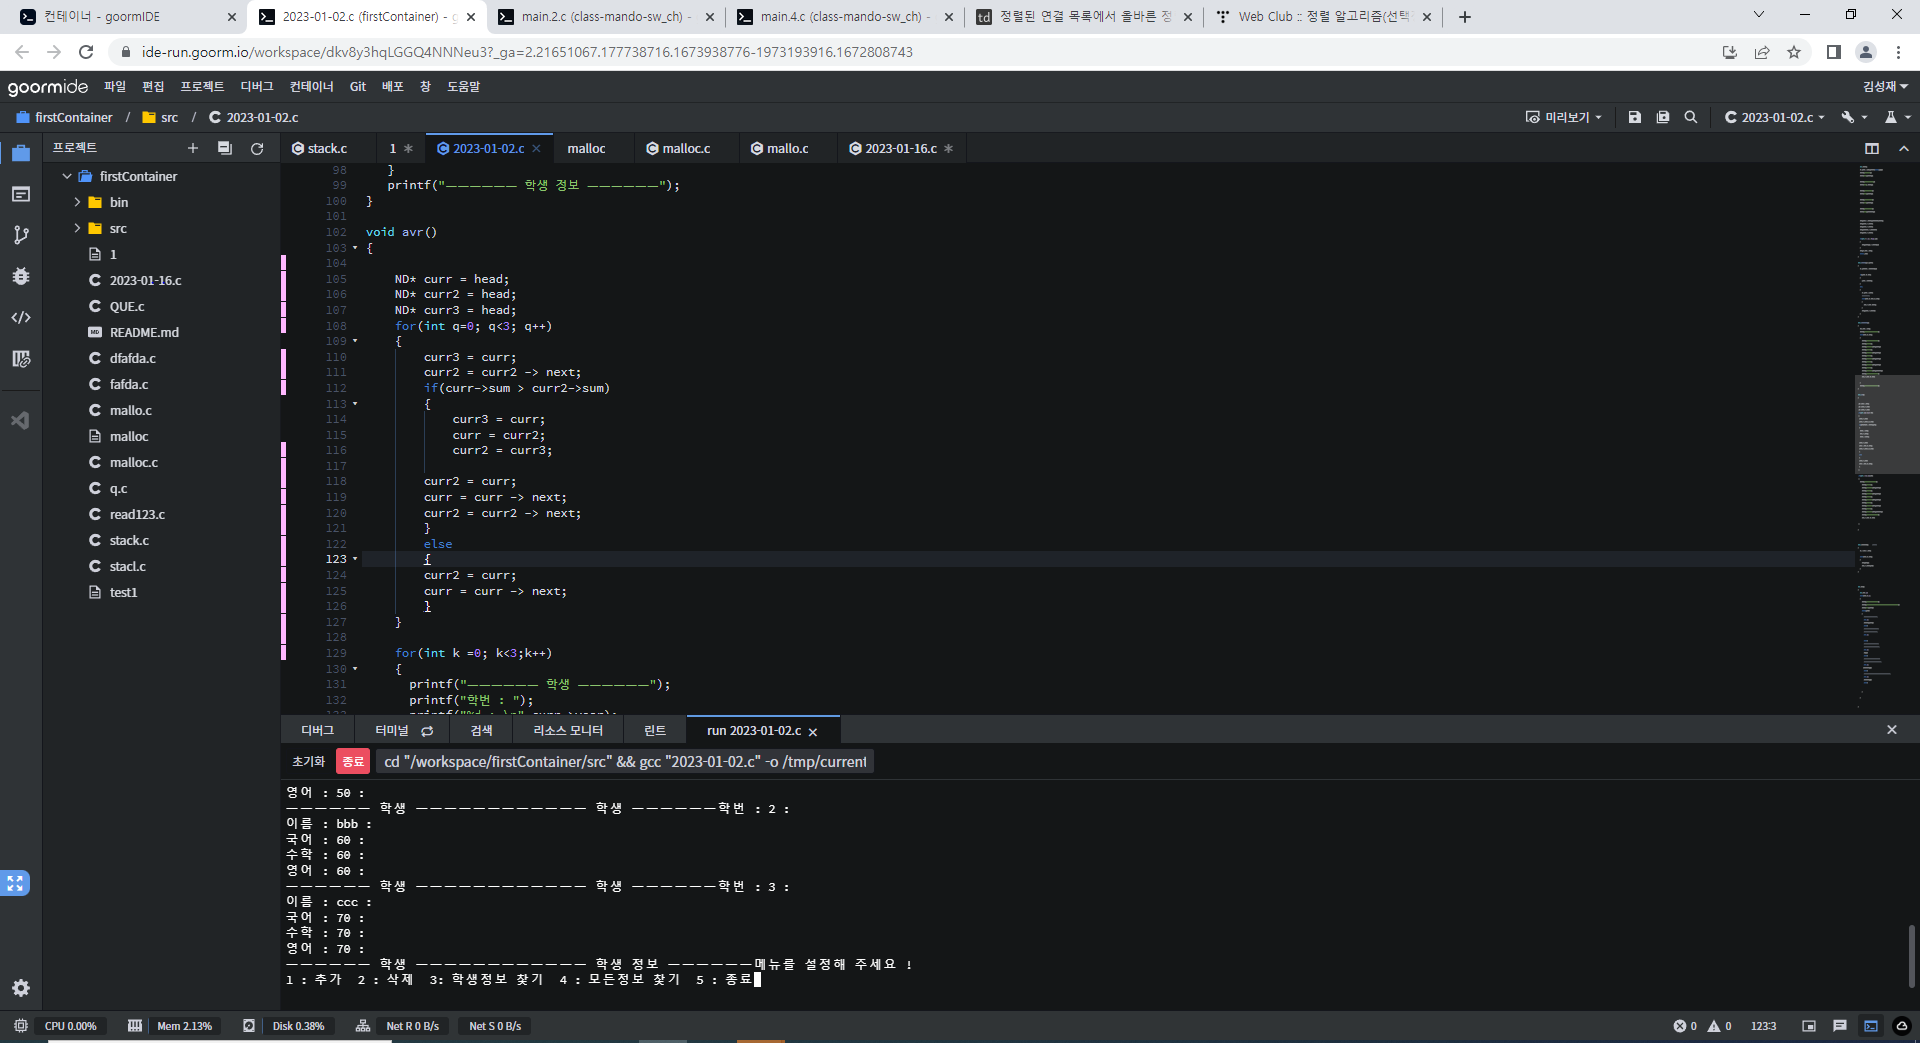 컨테이너 - goormIDE
2023-01-02.c (firstContainer) - g
main.2.c (class-mando-sw_ch) -
main.4.c (class-mando-sw_ch) -
td 정렬된 연결 목록에서 올바른 정
Web Club :: 정렬 알고리즘(선택
ide-run.goorm.io/workspace/dkv8y3hqLGGQ4NNNeu3?_ga=2.21651067.177738716.1673938776-1973193916.1672808743
goormide 파일 편집 프로젝트 디버그 컨테이너 Git 배포 창 도움말 김성재
firstContainer / src / 2023-01-02.c 미리보기 2023-01-02.c
프로젝트
stack.c 1 2023-01-02.c malloc malloc.c mallo.c 2023-01-16.c
firstContainer
bin
src
1
2023-01-16.c
QUE.c
README.md
dfafda.c
fafda.c
mallo.c
malloc
malloc.c
q.c
read123.c
stack.c
stacl.c
test1
98 }
99 printf("—————— 학생 정보 ——————");
100 }
101
102 void avr()
103 {
104
105 ND* curr = head;
106 ND* curr2 = head;
107 ND* curr3 = head;
108 for(int q=0; q<3; q++)
109 {
110 curr3 = curr;
111 curr2 = curr2 -> next;
112 if(curr->sum > curr2->sum)
113 {
114 curr3 = curr;
115 curr = curr2;
116 curr2 = curr3;
117
118 curr2 = curr;
119 curr = curr -> next;
120 curr2 = curr2 -> next;
121 }
122 else
123 {
124 curr2 = curr;
125 curr = curr -> next;
126 }
127 }
128
129 for(int k =0; k<3;k++)
130 {
131 printf("—————— 학생 ——————");
132 printf("학번 : ");
디버그 터미널 검색 리소스 모니터 린트 run 2023-01-02.c
초기화 종료 cd "/workspace/firstContainer/src" && gcc "2023-01-02.c" -o /tmp/current
영어 : 50 :
—————— 학생 ———————————— 학생 ——————학번 : 2 :
이름 : bbb :
국어 : 60 :
수학 : 60 :
영어 : 60 :
—————— 학생 ———————————— 학생 ——————학번 : 3 :
이름 : ccc :
국어 : 70 :
수학 : 70 :
영어 : 70 :
—————— 학생 ———————————— 학생 정보 ——————메뉴를 설정해 주세요 !
1 : 추가 2 : 삭제 3: 학생정보 찾기 4 : 모든정보 찾기 5 : 종료
CPU 0.00% Mem 2.13% Disk 0.38% Net R 0 B/s Net S 0 B/s 0 0 123:3